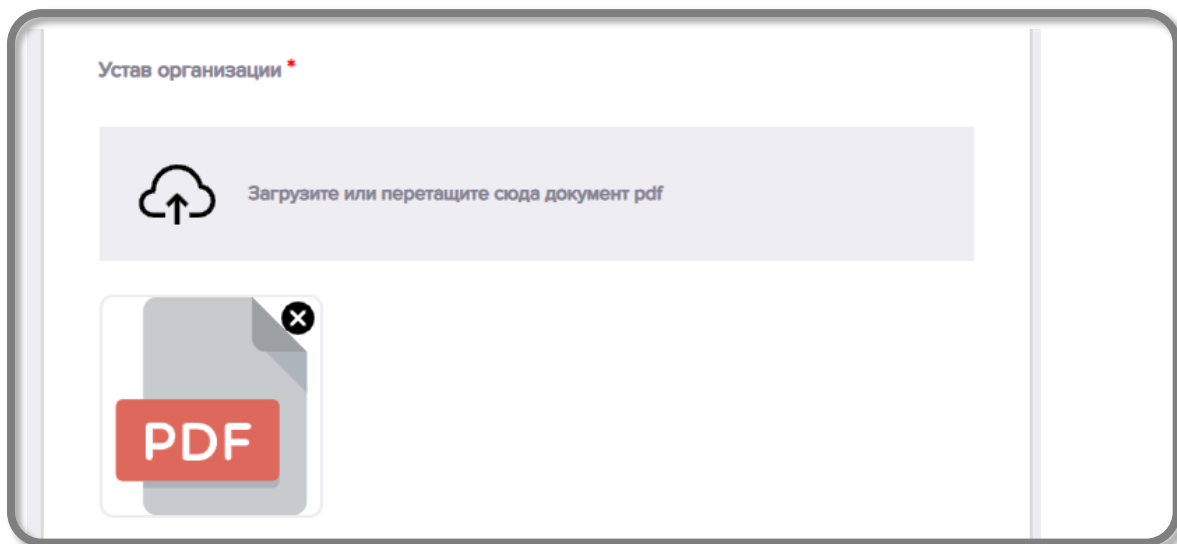 Устав организации *
Загрузите или перетащите сюда документ pdf
PDF